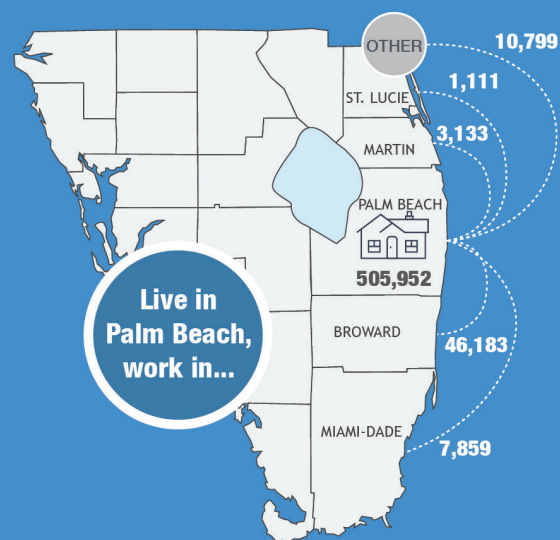 OTHER
10,799
ST. LUCIE
1,111
MARTIN
3,133
PALM BEACH
505,952
Live in
Palm Beach,
work in...
BROWARD
46,183
MIAMI-DADE
7,859